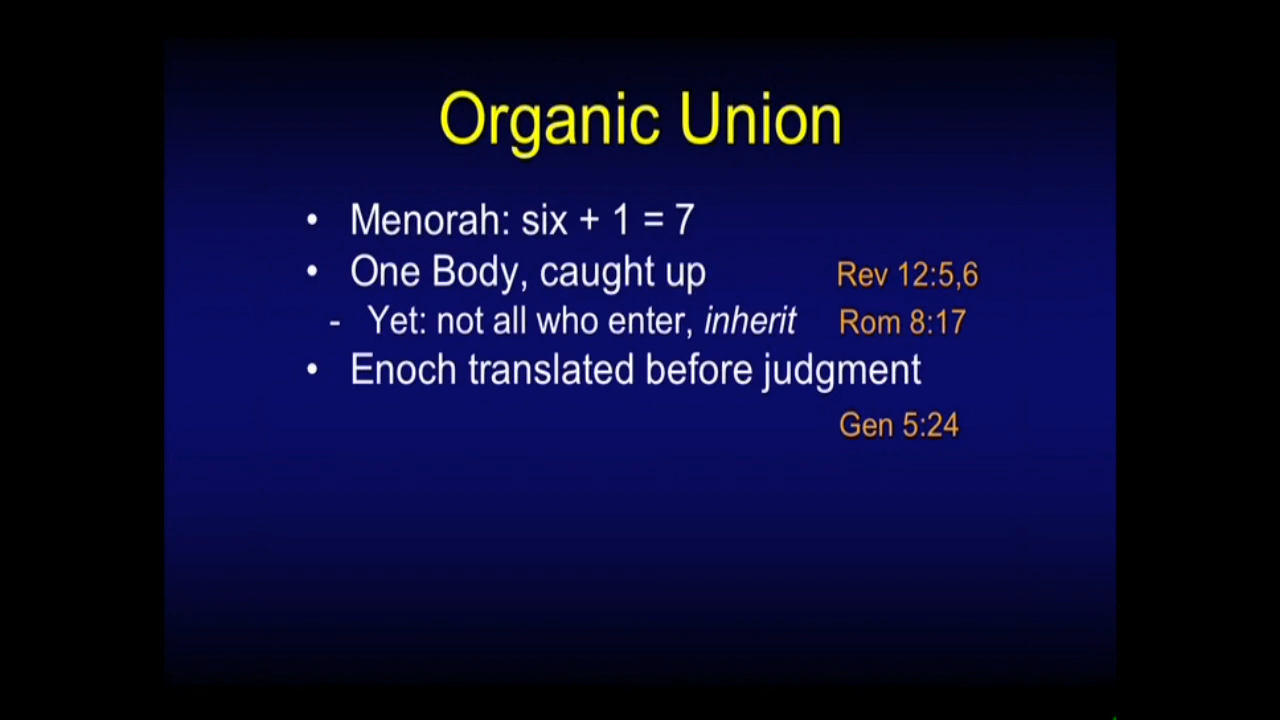 Organic Union
• Menorah: six + 1 = 7
• One Body, caught up Rev 12:5,6
- Yet: not all who enter, inherit Rom 8:17
• Enoch translated before judgment
Gen 5:24